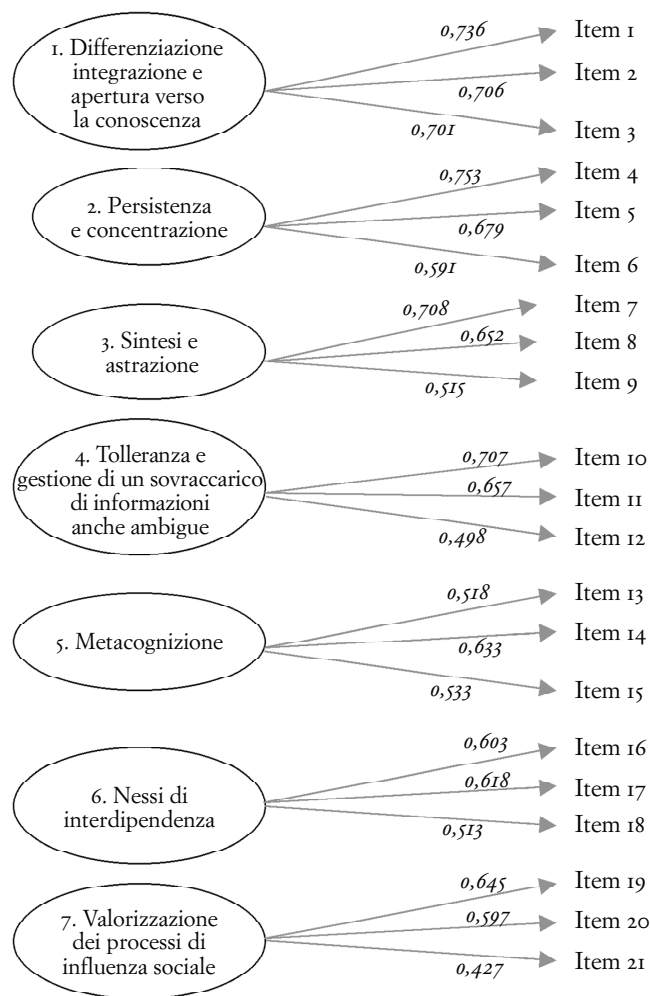 1. Differenziazione
integrazione e
apertura verso
la conoscenza
0,736
0,706
0,701
Item 1
Item 2
Item 3
2. Persistenza
e concentrazione
0,753
0,679
0,591
Item 4
Item 5
Item 6
3. Sintesi e
astrazione
0,708
0,652
0,515
Item 7
Item 8
Item 9
4. Tolleranza e
gestione di un sovraccarico
di informazioni
anche ambigue
0,707
0,657
0,498
Item 10
Item 11
Item 12
5. Metacognizione
0,518
0,633
0,533
Item 13
Item 14
Item 15
6. Nessi di
interdipendenza
0,603
0,618
0,513
Item 16
Item 17
Item 18
7. Valorizzazione
dei processi di
influenza sociale
0,645
0,597
0,427
Item 19
Item 20
Item 21